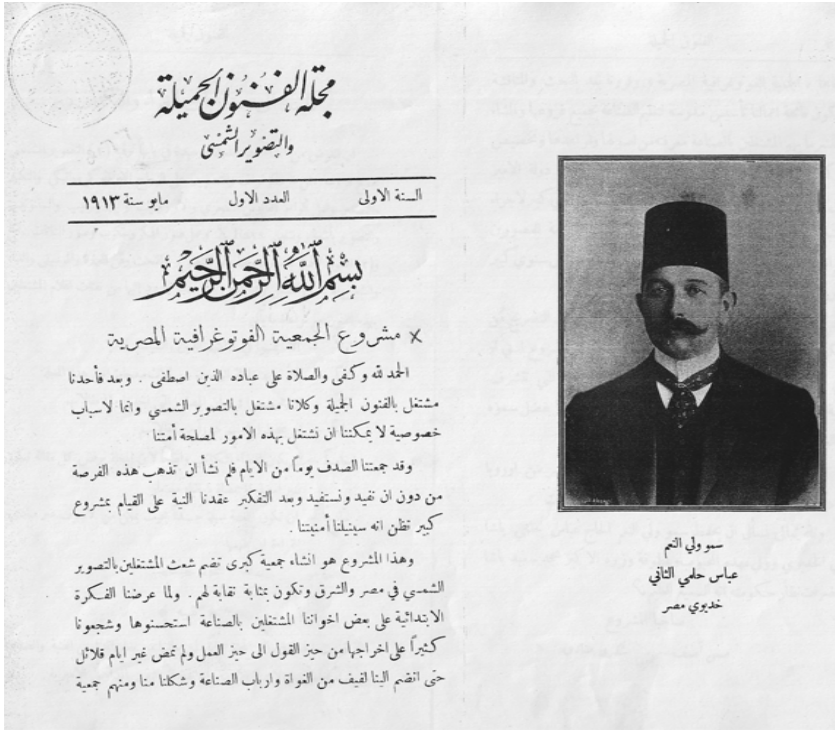 مجلة الفنون الجميلة
والتصوير الشمسي
السنة الاولى العدد الاول مايو سنة ١٩١٣
بسم الله الرحمن الرحيم
× مشروع الجمعية الفوتوغرافية المصرية
الحمد لله وكفى والصلاة على عباده الذين اصطفى . وبعد فأحدنا
مشتغل بالفنون الجميلة وكلانا مشتغل بالتصوير الشمسي وانما لاسباب
خصوصية لا يمكننا ان نشتغل بهذه الامور لمصلحة أمتنا
وقد جمعتنا الصدف يوماً من الايام فلم نشأ ان تذهب هذه الفرصة
من دون ان نفيد ونستفيد وبعد التفكير عقدنا النية على القيام بمشروع
كبير نظن انه سينيلنا أمنيتنا .
وهذا المشروع هو انشاء جمعية كبرى تضم شعث المشتغلين بالتصوير
الشمسي في مصر والشرق وتكون بمثابة نقابة لهم . ولما عرضنا الفكرة
الابتدائية على بعض اخواننا المشتغلين بالصناعة استحسنوها وشجعونا
كثيراً على اخراجها من حيز القول الى حيز العمل ولم تمض غير ايام قلائل
حتى انضم الينا لفيف من الغواة وارباب الصناعة وشكلنا منا ومنهم جمعية
سمو ولي النعم
عباس حلمي الثاني
خديوي مصر